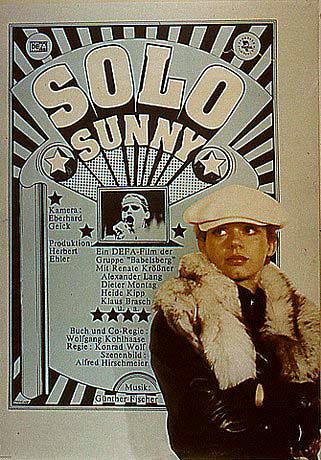 DEFA
SOLO
SUNNY
Kamera:
Eberhard
Geick
Produktion:
Herbert
Ehler
Ein DEFA-Film der
Gruppe "Babelsberg"
Mit Renate Krößner
Alexander Lang
Dieter Montag
Heide Kipp
Klaus Brasch
Buch und Co-Regie:
Wolfgang Kohlhaase
Regie: Konrad Wolf
Szenenbild:
Alfred Hirschmeier
Musik:
Günther Fischer